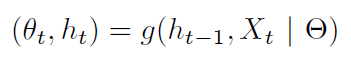 (θ_t, h_t) = g(h_{t−1}, X_t | Θ)